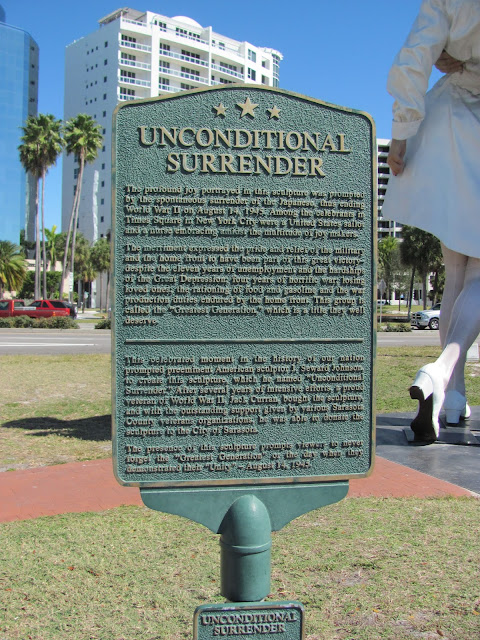 UNCONDITIONAL
SURRENDER
The profound joy portrayed in this sculpture was prompted
by the spontaneous surrender of the Japanese, thus ending
World War II on August 14, 1945. Among the celebrants in
Times Square in New York City were a United States sailor
and a nurse embracing amidst the multitude of joy makers.
The merriment expressed the pride and relief of the military
and the home front to have been part of this great victory
despite the eleven years of unemployment and the hardship
of the Great Depression, four years of horrific war, losing
loved ones, the rationing of food and gasoline and the war
production duties endured by the home front. This group is
called the "Greatest Generation," which is a title they well
deserve.
This celebrated moment in the history of our nation
prompted preeminent American sculptor J. Seward Johnson
to create this sculpture, which he named "Unconditional
Surrender." After several years of intensive efforts, a proud
veteran of World War II, Jack Curran, bought the sculpture
and with the outstanding support given by various Sarasota
County veterans organizations, he was able to donate the
sculpture to the City of Sarasota.
The presence of this sculpture prompts viewers to never
forget the "Greatest Generation" or the day when they
demonstrated their "Unity" – August 14, 1945.
UNCONDITIONAL
SURRENDER